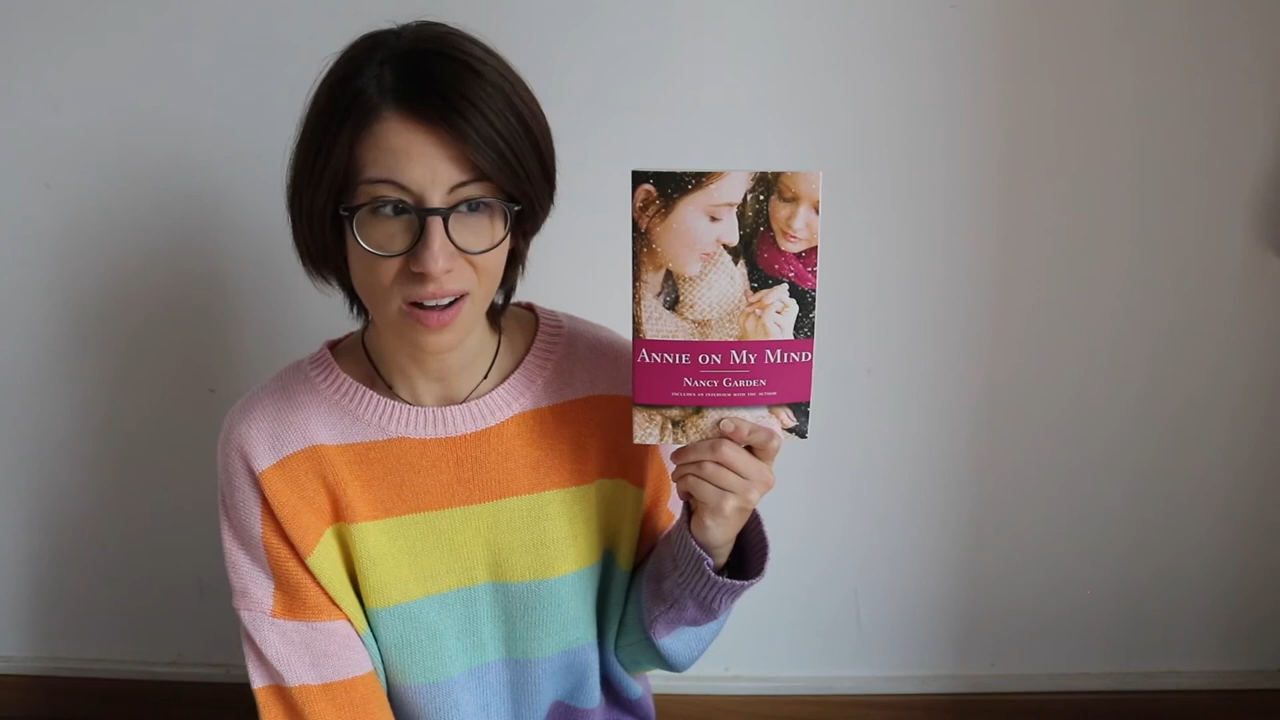 ANNIE ON MY MIND
NANCY GARDEN
INCLUDES AN INTERVIEW WITH THE AUTHOR